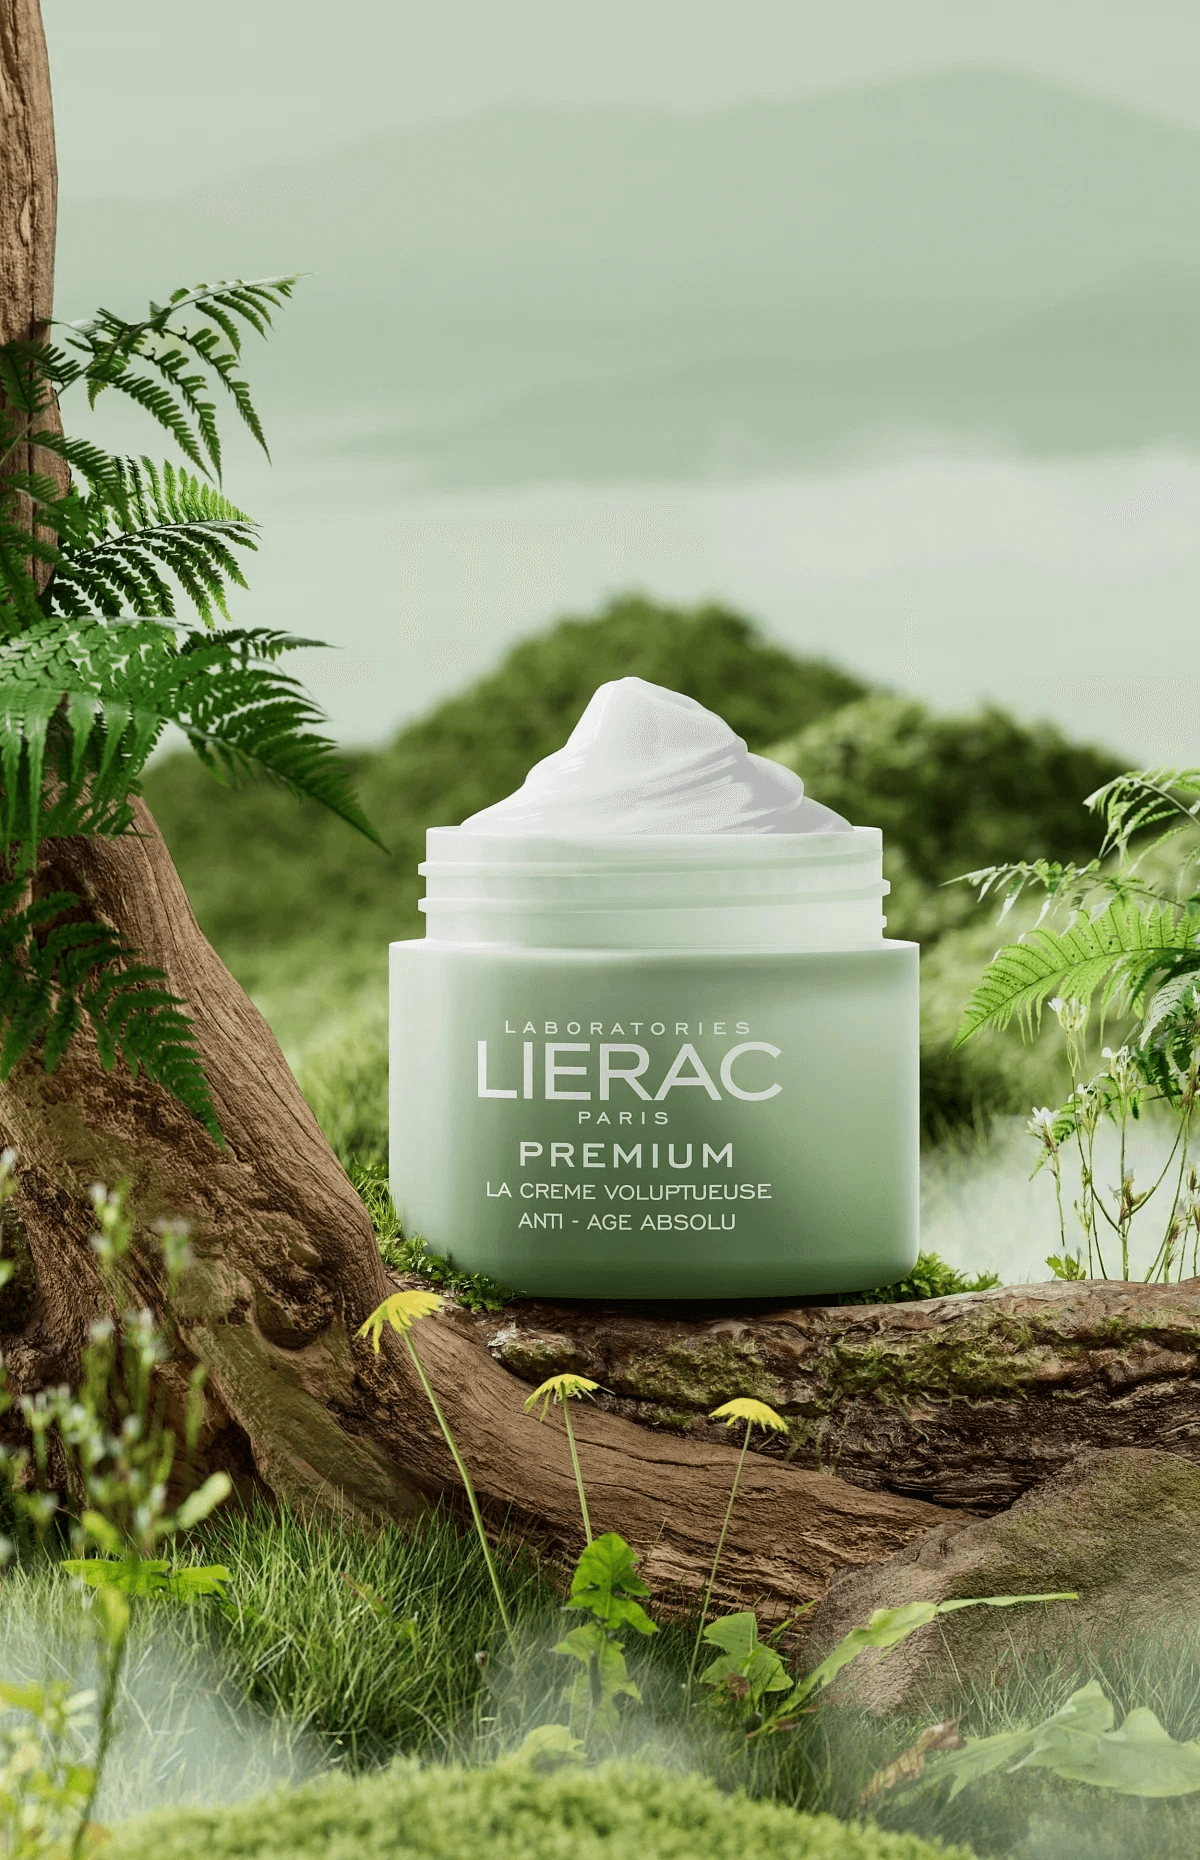 LABORATORIES
LIERAC
PARIS
PREMIUM
LA CREME VOLUPTUEUSE
ANTI - AGE ABSOLU